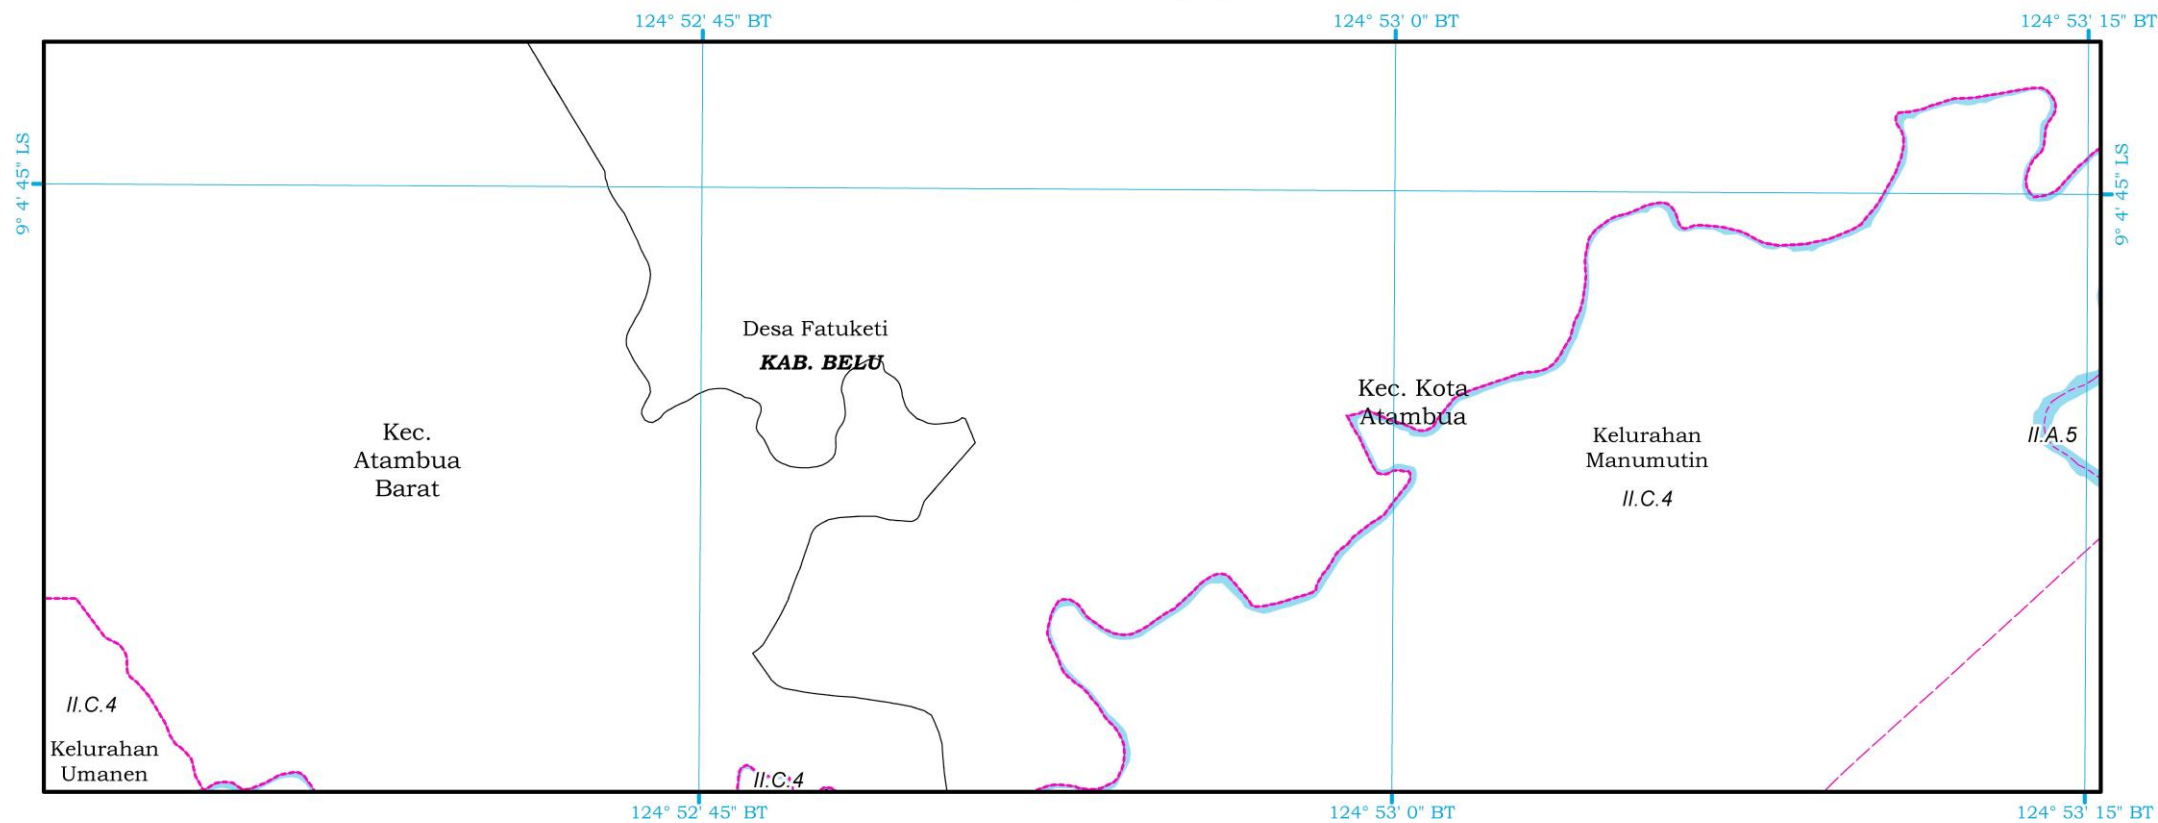 124° 52' 45" BT
124° 53' 0" BT
124° 53' 15" BT
9° 4' 45" LS
9° 4' 45" LS
Desa Fatuketi
KAB. BELU
Kec. Kota
Atambua
Kec.
Atambua
Barat
Kelurahan
Manumutin
II.A.5
II.C.4
II.C.4
Kelurahan
Umanen
II.C.4
124° 52' 45" BT
124° 53' 0" BT
124° 53' 15" BT